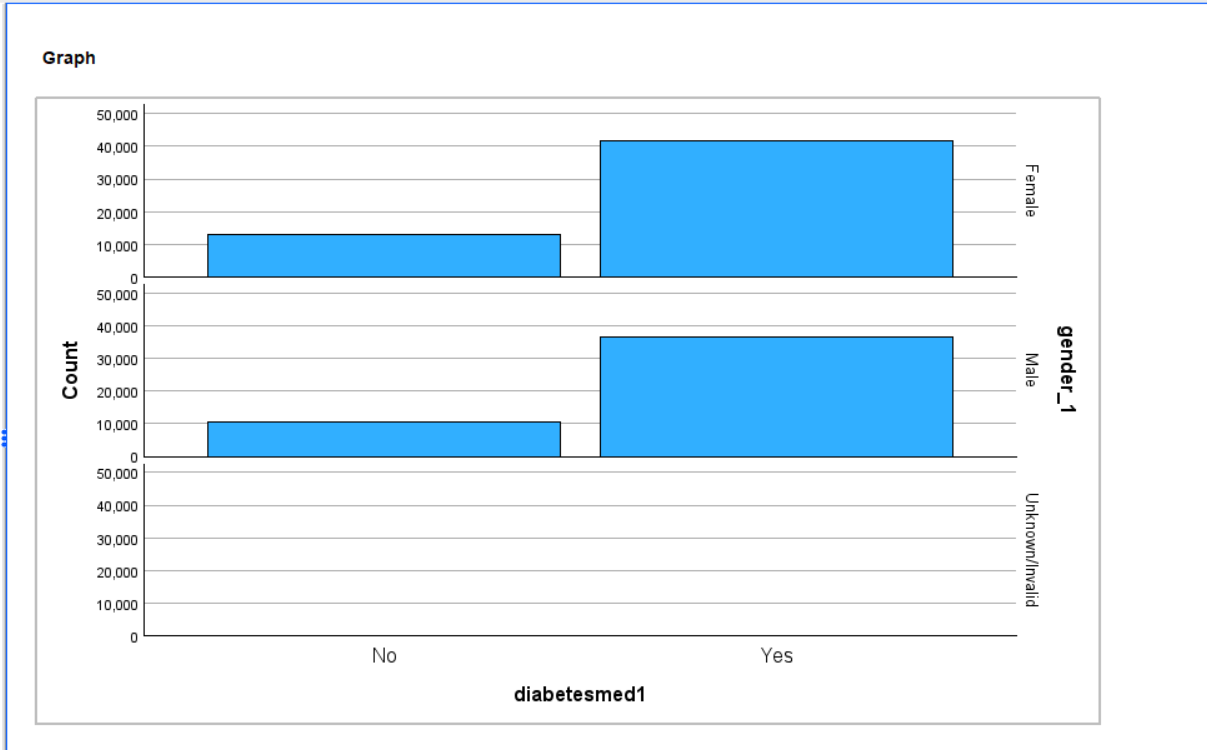 Graph
50,000
40,000
30,000
20,000
10,000
0
Female
50,000
40,000
30,000
20,000
10,000
0
Male
50,000
40,000
30,000
20,000
10,000
0
Unknown/Invalid
Count
gender_1
No Yes
diabetesmed1